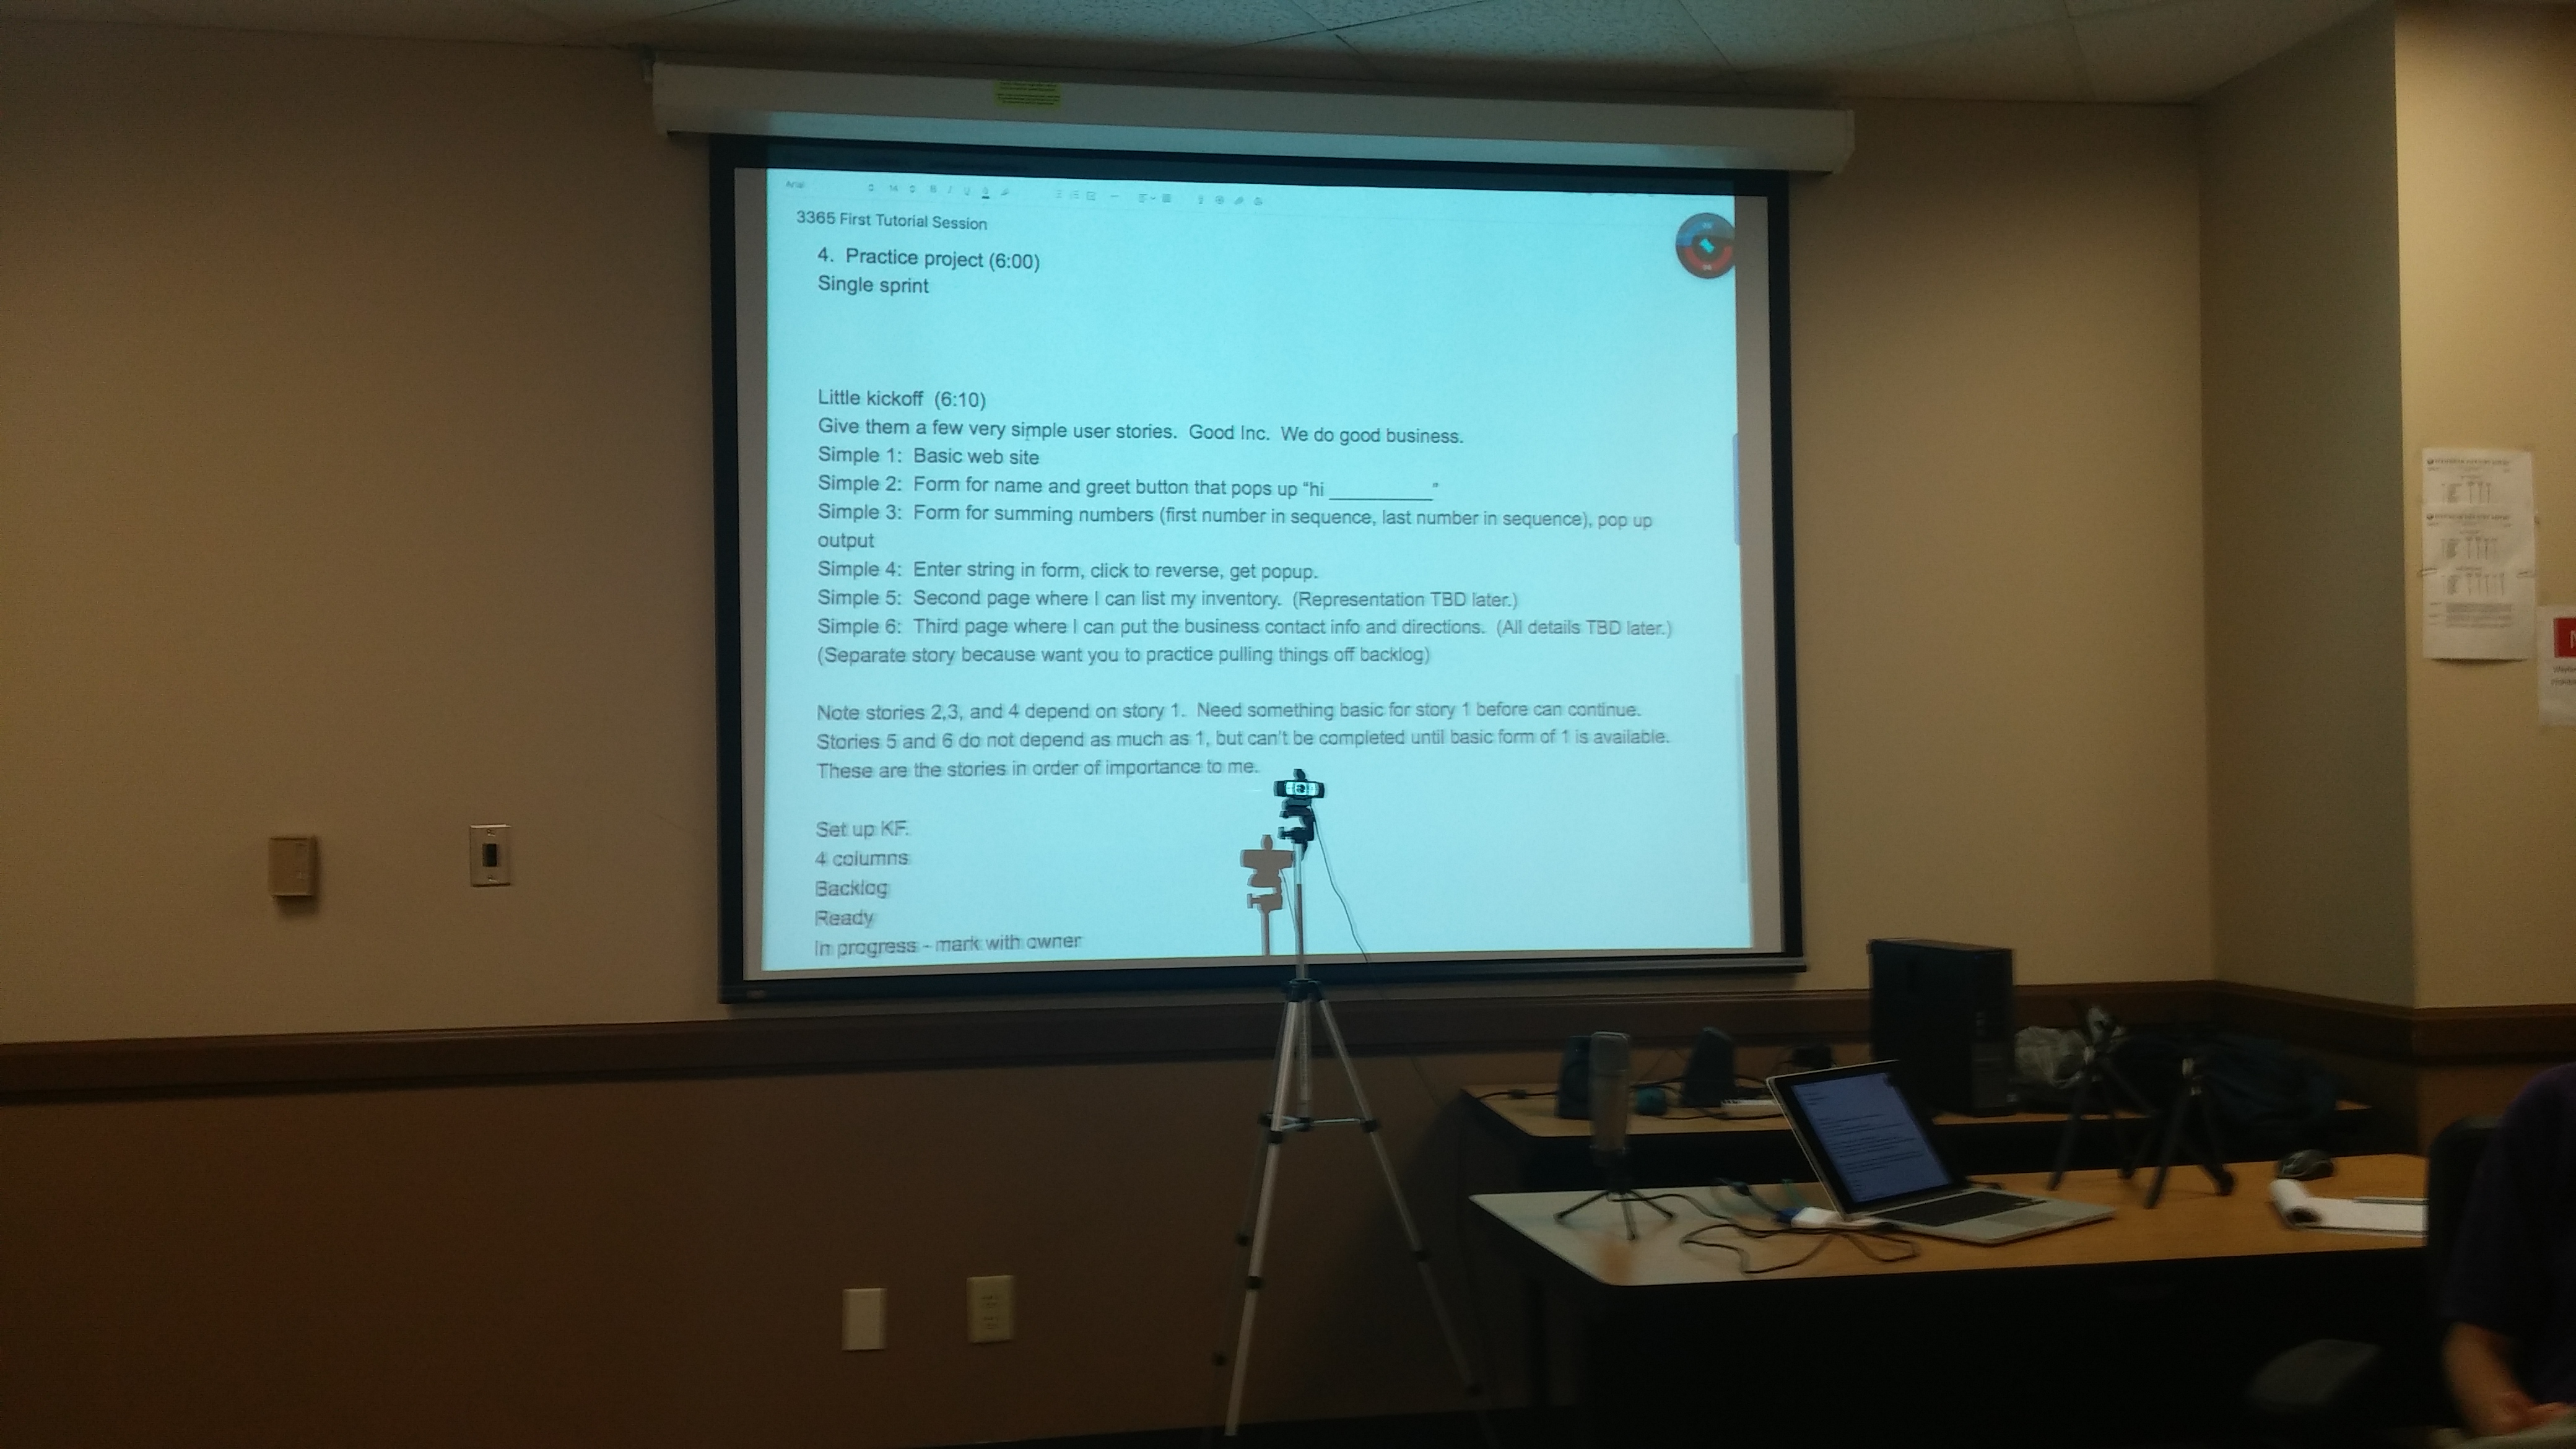 Arial
14
3365 First Tutorial Session
4. Practice project (6:00)
Single sprint
Little kickoff (6:10)
Give them a few very simple user stories. Good Inc. We do good business.
Simple 1: Basic web site
Simple 2: Form for name and greet button that pops up “hi __________”
Simple 3: Form for summing numbers (first number in sequence, last number in sequence), pop up
output
Simple 4: Enter string in form, click to reverse, get popup.
Simple 5: Second page where I can list my inventory. (Representation TBD later.)
Simple 6: Third page where I can put the business contact info and directions. (All details TBD later.)
(Separate story because want you to practice pulling things off backlog)
Note stories 2,3, and 4 depend on story 1. Need something basic for story 1 before can continue.
Stories 5 and 6 do not depend as much as 1, but can't be completed until basic form of 1 is available.
These are the stories in order of importance to me.
Set up KF.
4 columns
Backlog
Ready
In progress - mark with owner